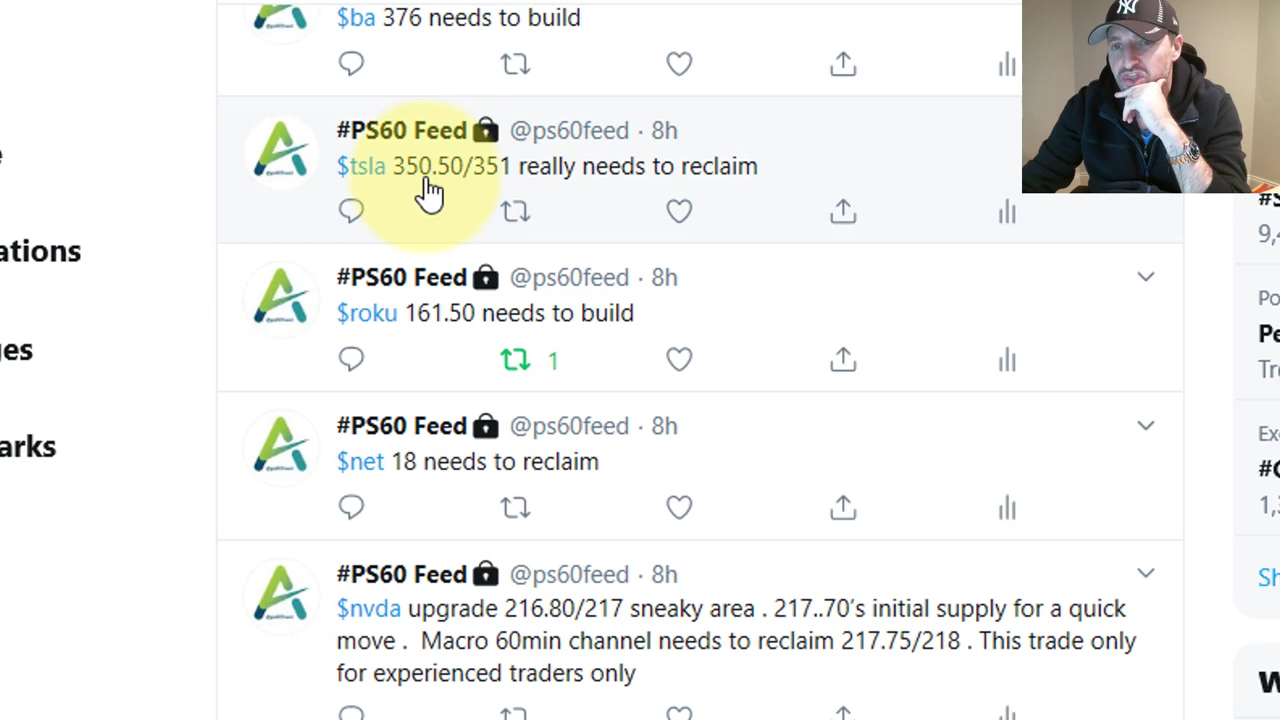 $ba 376 needs to build
#PS60 Feed @ps60feed · 8h
$tsla 350.50/351 really needs to reclaim
#PS60 Feed @ps60feed · 8h
$roku 161.50 needs to build
1
#PS60 Feed @ps60feed · 8h
$net 18 needs to reclaim
#PS60 Feed @ps60feed · 8h
$nvda upgrade 216.80/217 sneaky area . 217..70's initial supply for a quick
move . Macro 60min channel needs to reclaim 217.75/218 . This trade only
for experienced traders only
ations
ges
arks
#S
9,4
Po
Pe
Tre
Exc
#C
1,3
Sh
W